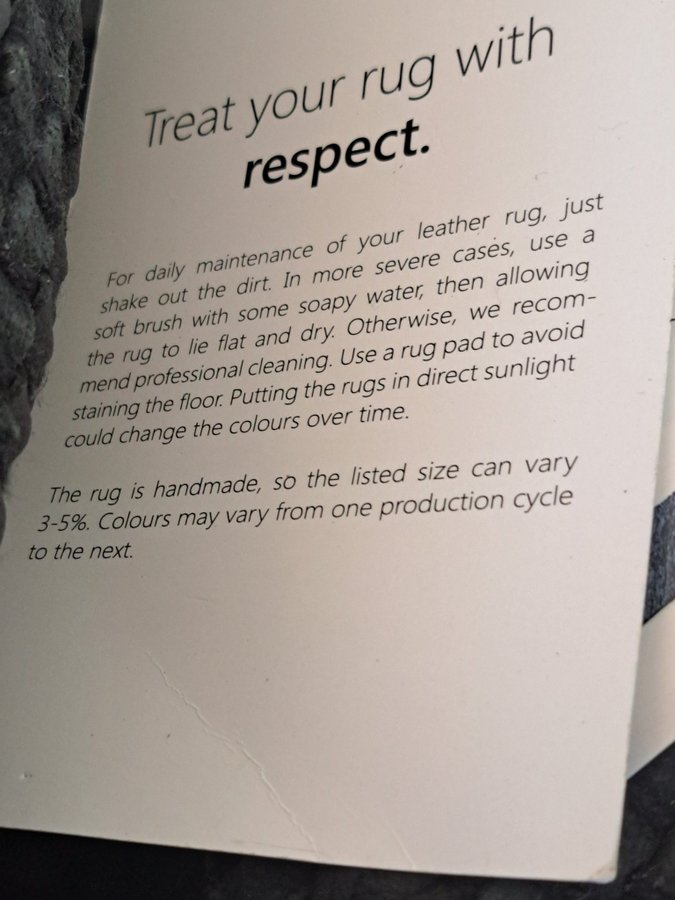 Treat your rug with
respect.
For daily maintenance of your leather rug, just
shake out the dirt. In more severe cases, use a
soft brush with some soapy water, then allowing
the rug to lie flat and dry. Otherwise, we recom-
mend professional cleaning. Use a rug pad to avoid
staining the floor. Putting the rugs in direct sunlight
could change the colours over time.
The rug is handmade, so the listed size can vary
3-5%. Colours may vary from one production cycle
to the next.